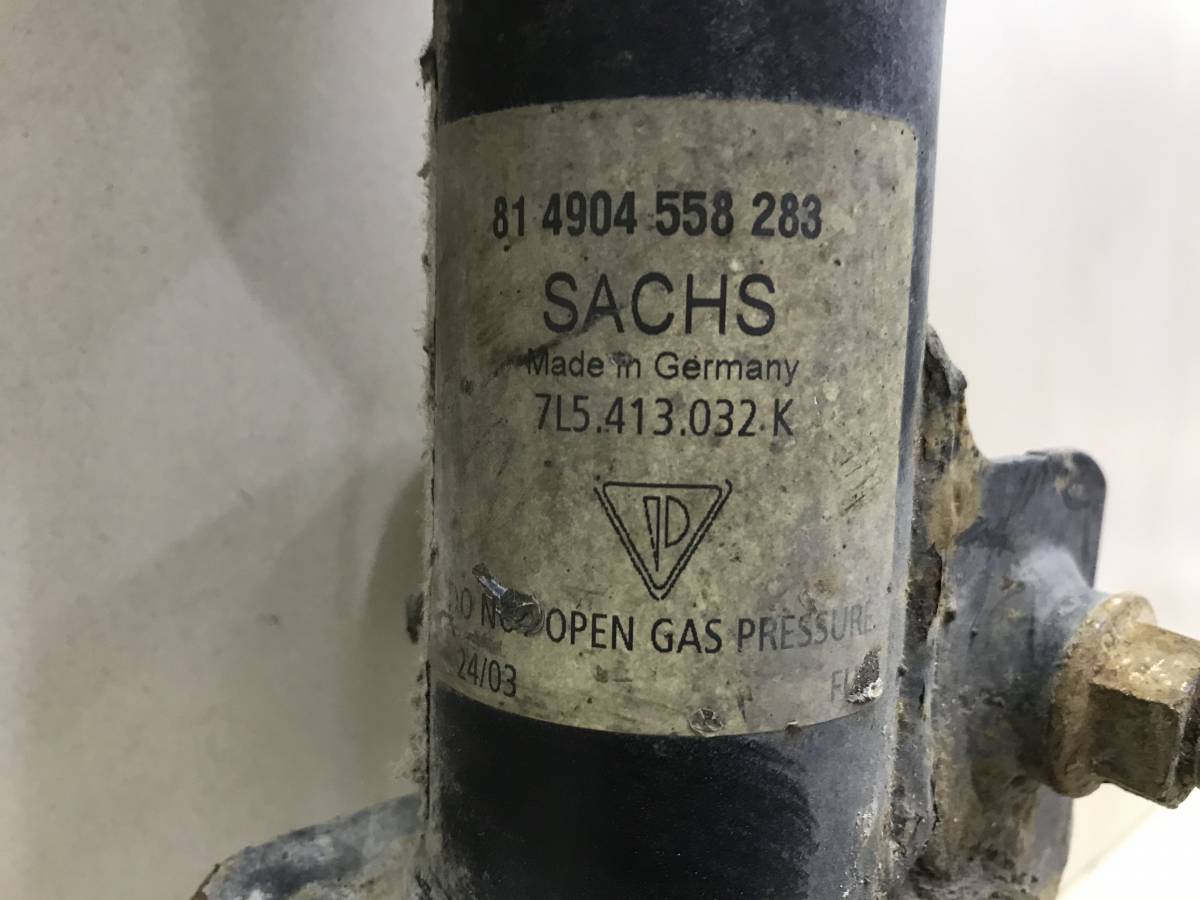 81 4904 558 283
SACHS
Made in Germany
7L5.413.032 K
OPEN GAS PRESSURE
24/03